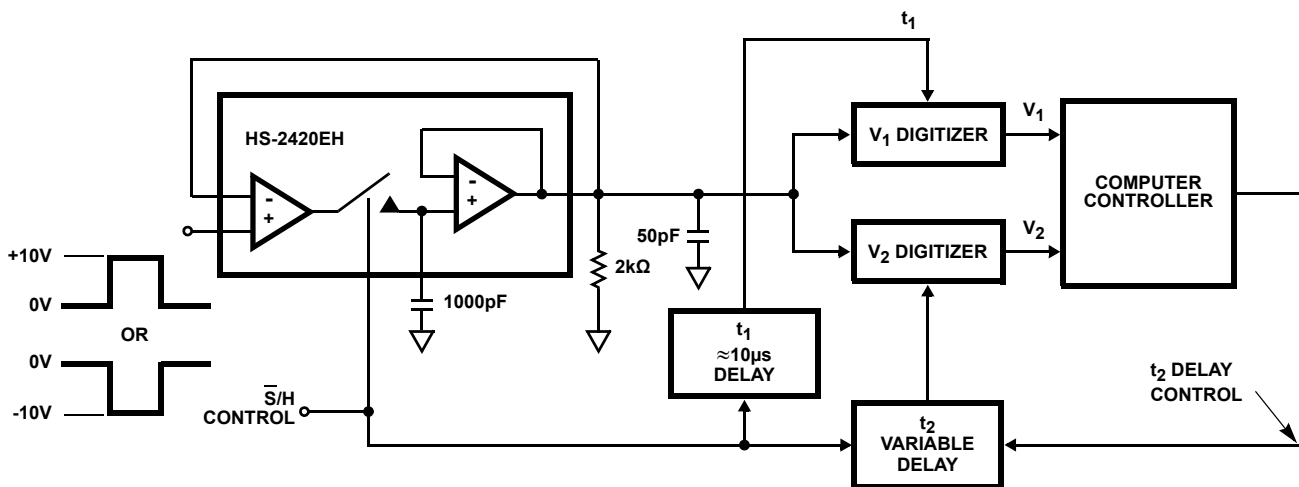 t1
HS-2420EH
-
+
-
+
+10V
0V
OR
0V
-10V
S̅/H
CONTROL
1000pF
2kΩ
50pF
t1
≈10µs
DELAY
V1 DIGITIZER
V1
V2 DIGITIZER
V2
COMPUTER
CONTROLLER
t2
VARIABLE
DELAY
t2 DELAY
CONTROL